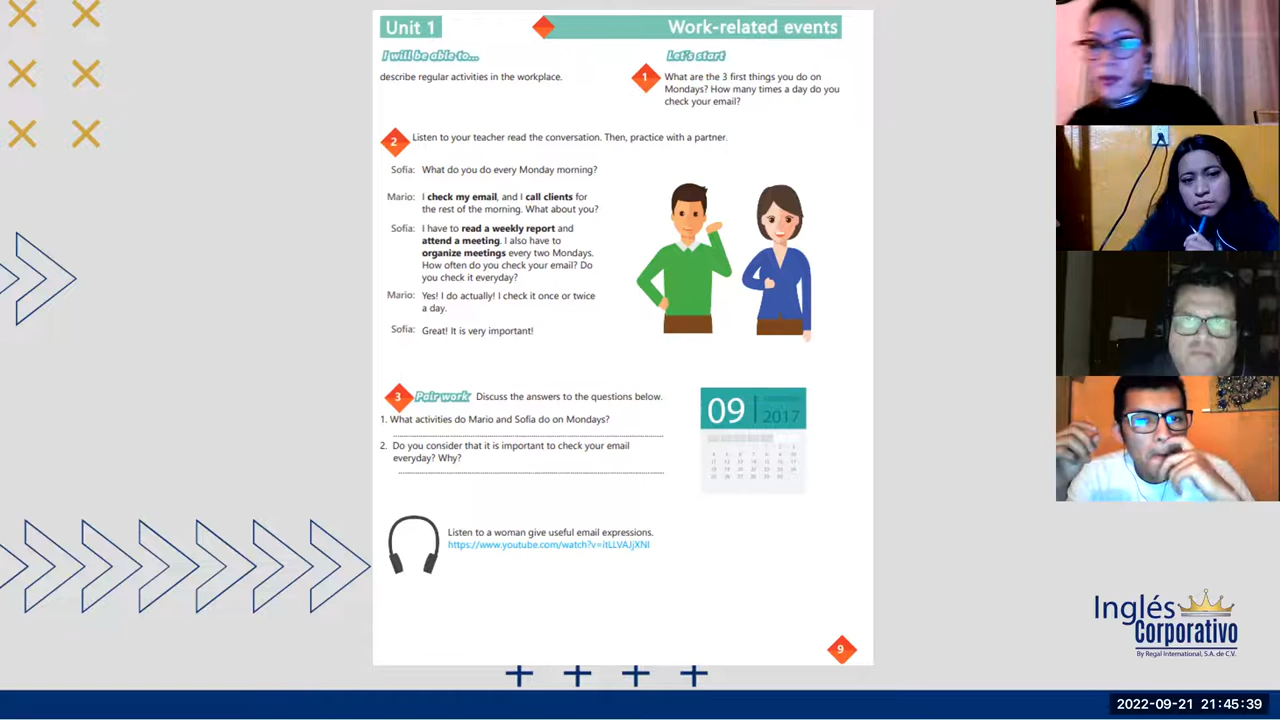 Unit 1
Work-related events
I will be able to...
describe regular activities in the workplace.
Let's start
1
What are the 3 first things you do on
Mondays? How many times a day do you
check your email?
2
Listen to your teacher read the conversation. Then, practice with a partner.
Sofia: What do you do every Monday morning?
Mario: I check my email, and I call clients for
the rest of the morning. What about you?
Sofia: I have to read a weekly report and
attend a meeting. I also have to
organize meetings every two Mondays.
How often do you check your email? Do
you check it everyday?
Mario: Yes! I do actually! I check it once or twice
a day.
Sofia: Great! It is very important!
3
Pair work Discuss the answers to the questions below.
1. What activities do Mario and Sofia do on Mondays?
2. Do you consider that it is important to check your email
everyday? Why?
09
2017
Listen to a woman give useful email expressions.
https://www.youtube.com/watch?v=itLLVAJjXNI
9
Inglés
Corporativo
By Regal International, S.A. de C.V.
2022-09-21 21:45:39